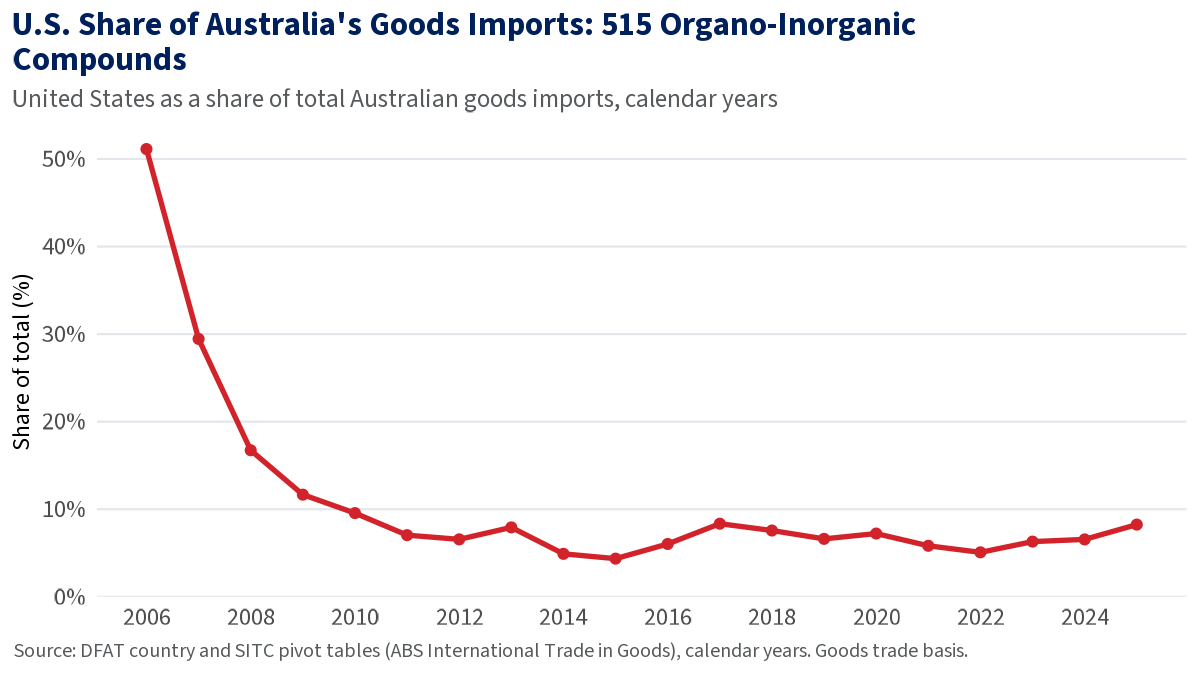 U.S. Share of Australia's Goods Imports: 515 Organo-Inorganic
Compounds
United States as a share of total Australian goods imports, calendar years
Share of total (%)
50%
40%
30%
20%
10%
0%
2006 2008 2010 2012 2014 2016 2018 2020 2022 2024
Source: DFAT country and SITC pivot tables (ABS International Trade in Goods), calendar years. Goods trade basis.